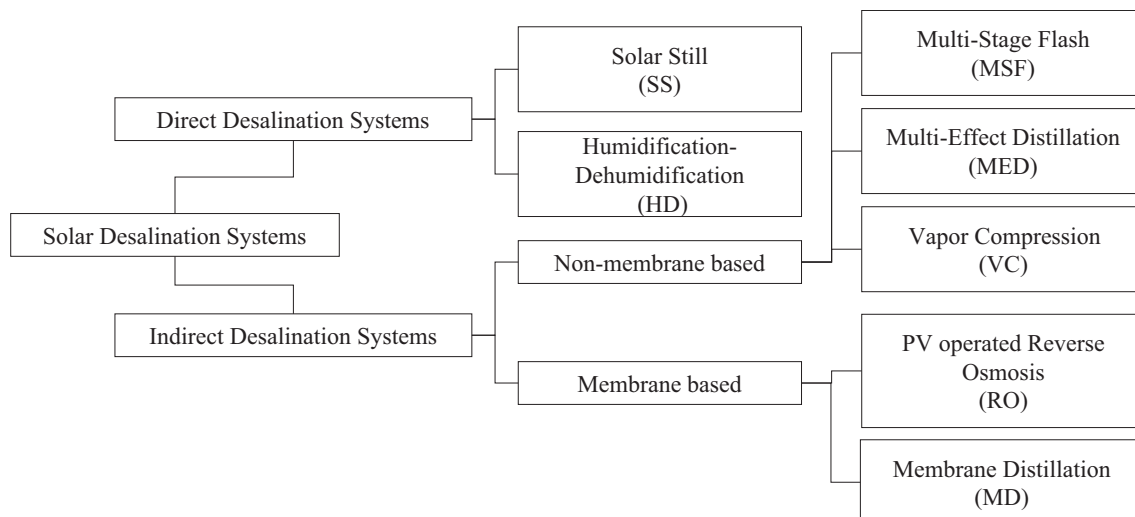 Solar Desalination Systems
Direct Desalination Systems
Solar Still
(SS)
Humidification-
Dehumidification
(HD)
Indirect Desalination Systems
Non-membrane based
Multi-Stage Flash
(MSF)
Multi-Effect Distillation
(MED)
Vapor Compression
(VC)
Membrane based
PV operated Reverse
Osmosis
(RO)
Membrane Distillation
(MD)